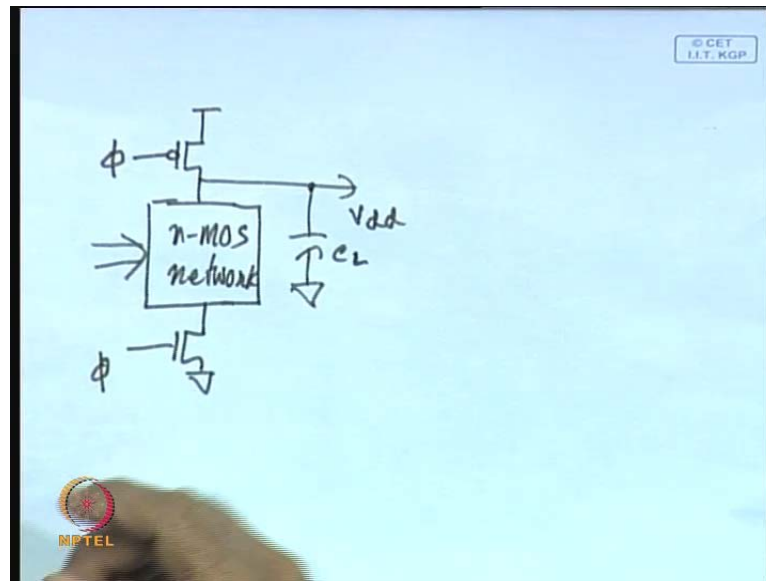 © CET
I.I.T. KGP
ϕ
Vdd
n-mos
network
CL
ϕ
NPTEL